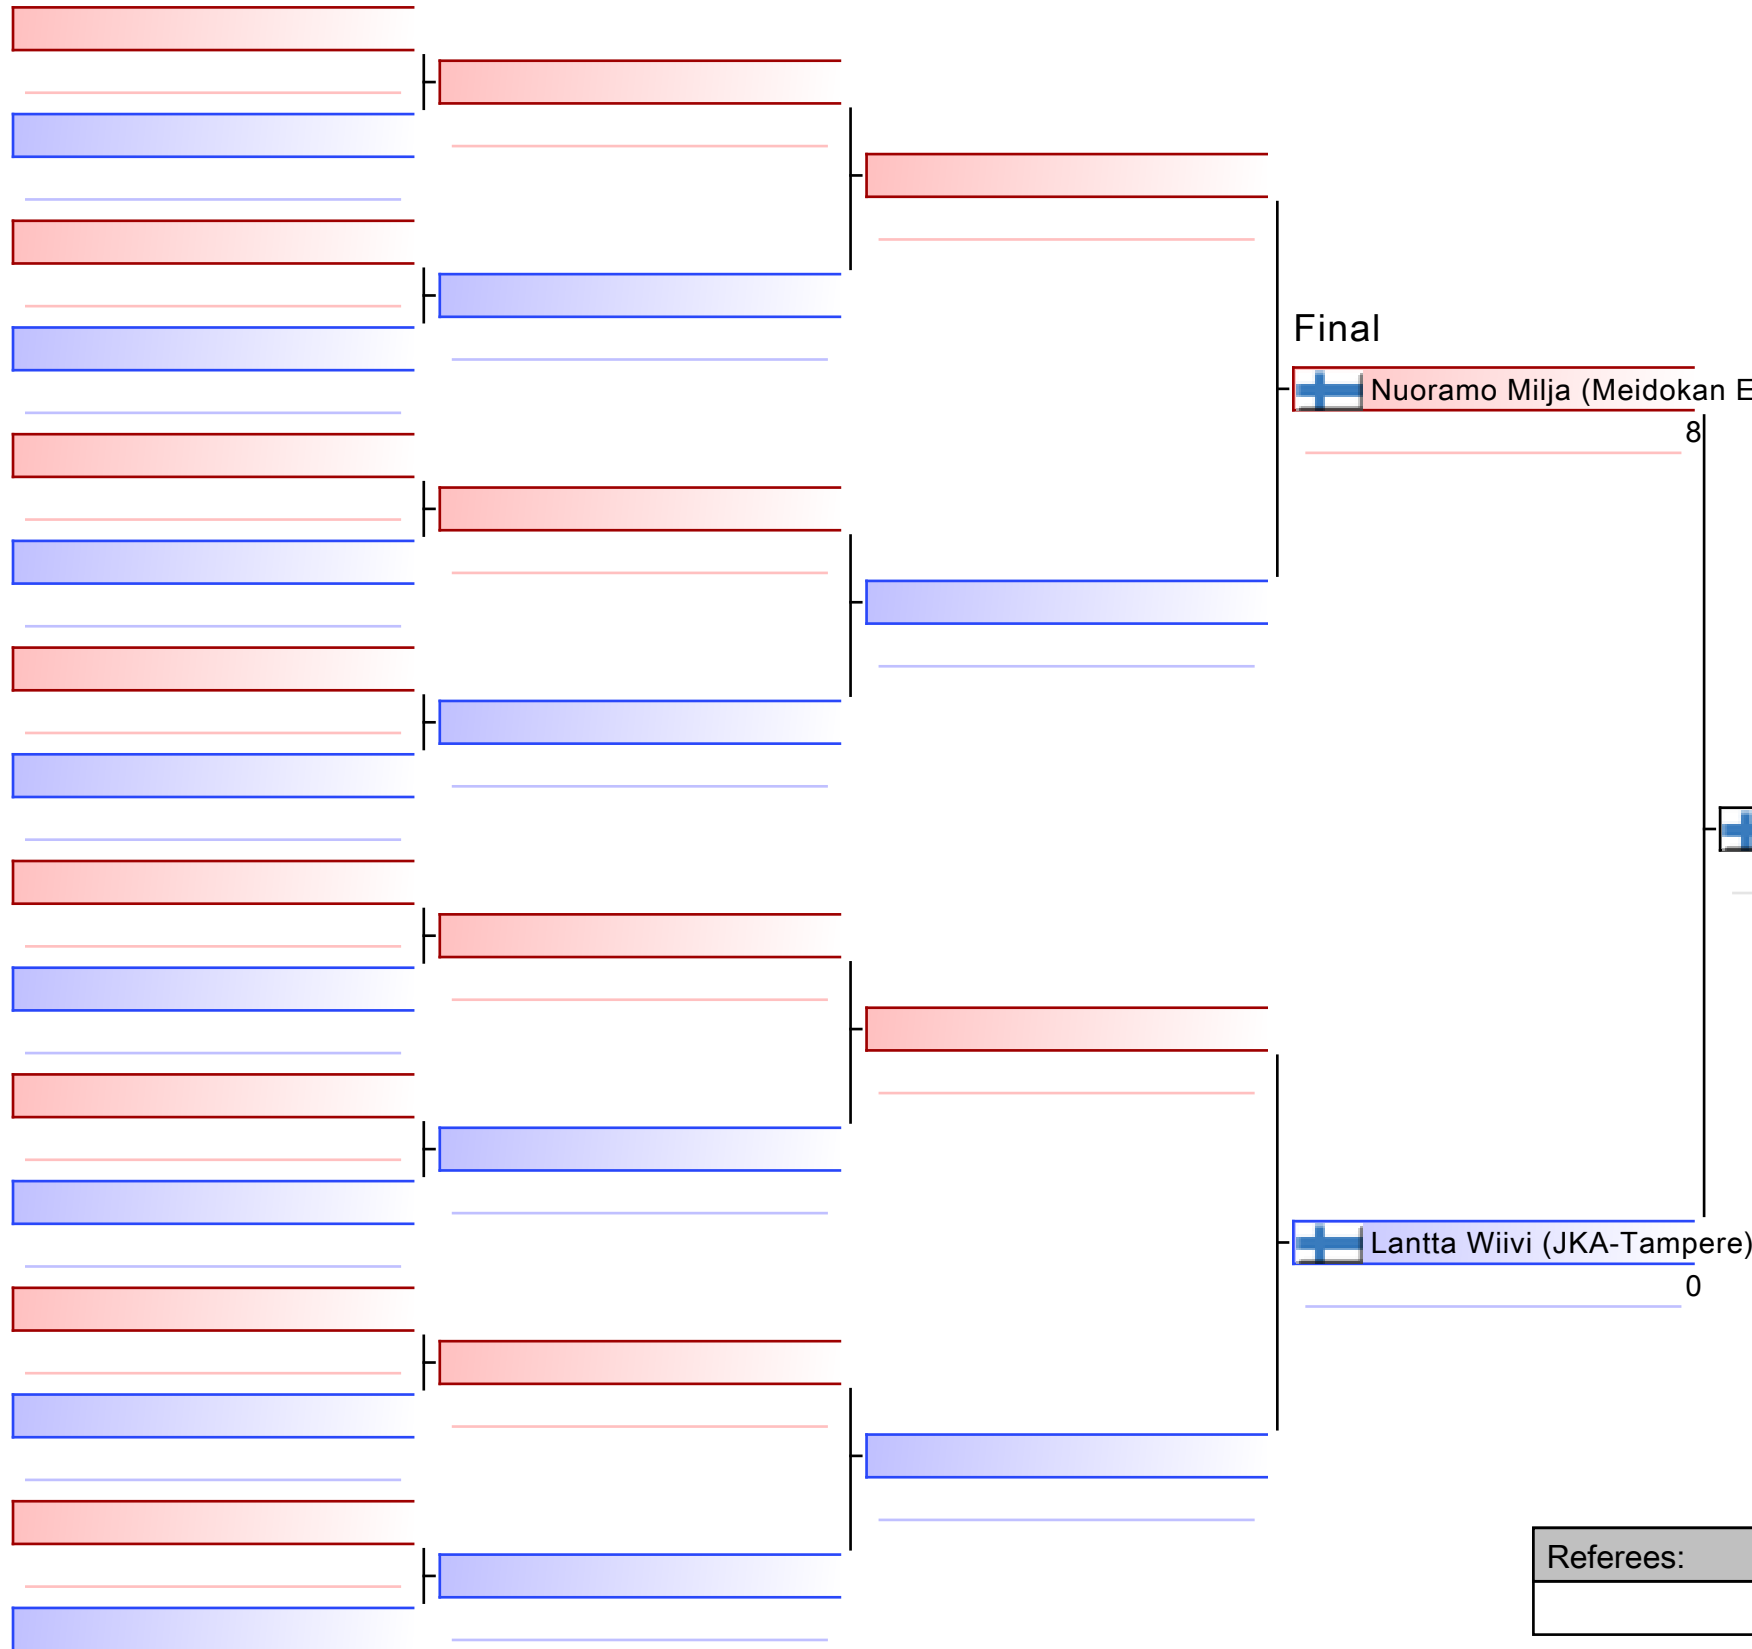 Final
Nuoramo Milja (Meidokan E
8
Lantta Wiivi (JKA-Tampere)
0
Referees: